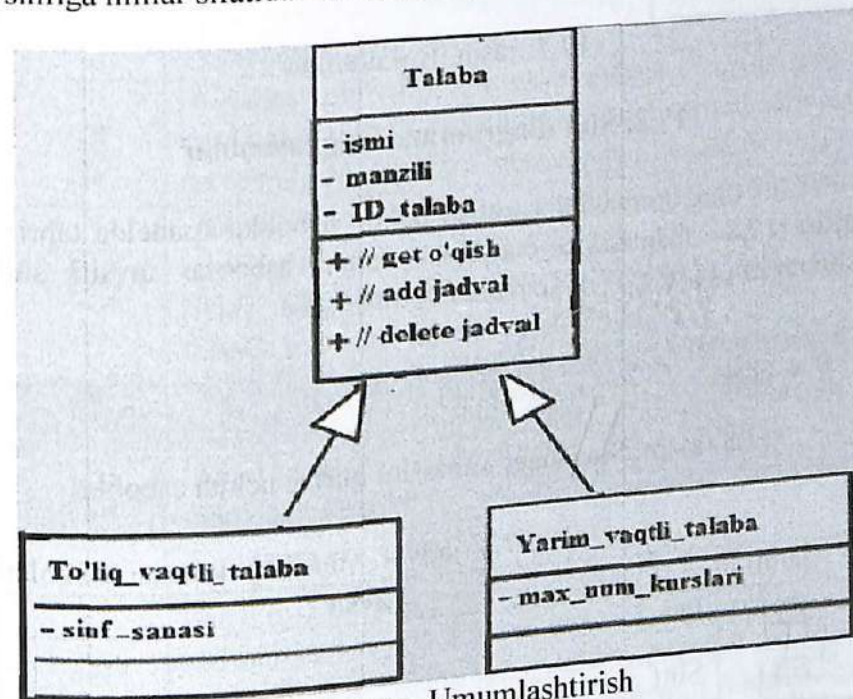 Talaba
- ismi
- manzili
- ID_talaba
+ // get o'qish
+ // add jadval
+ // delete jadval
To'liq_vaqtli_talaba
- sinf_sanasi
Yarim_vaqtli_talaba
- max_num_kurslari
Umumlashtirish